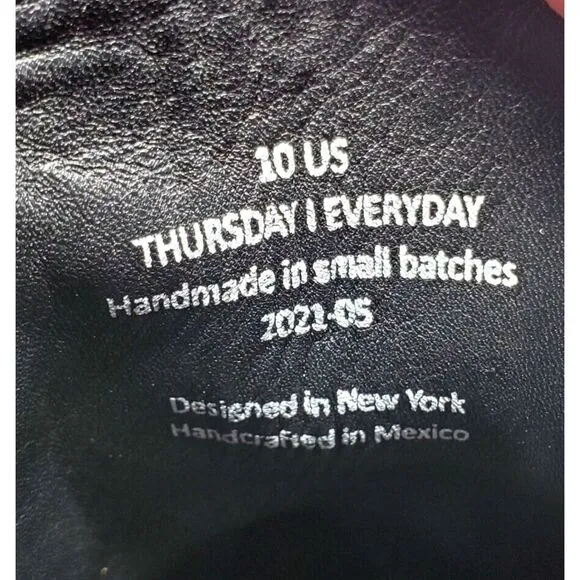 10 US
THURSDAY | EVERYDAY
Handmade in small batches
2021-05
Designed in New York
Handcrafted in Mexico